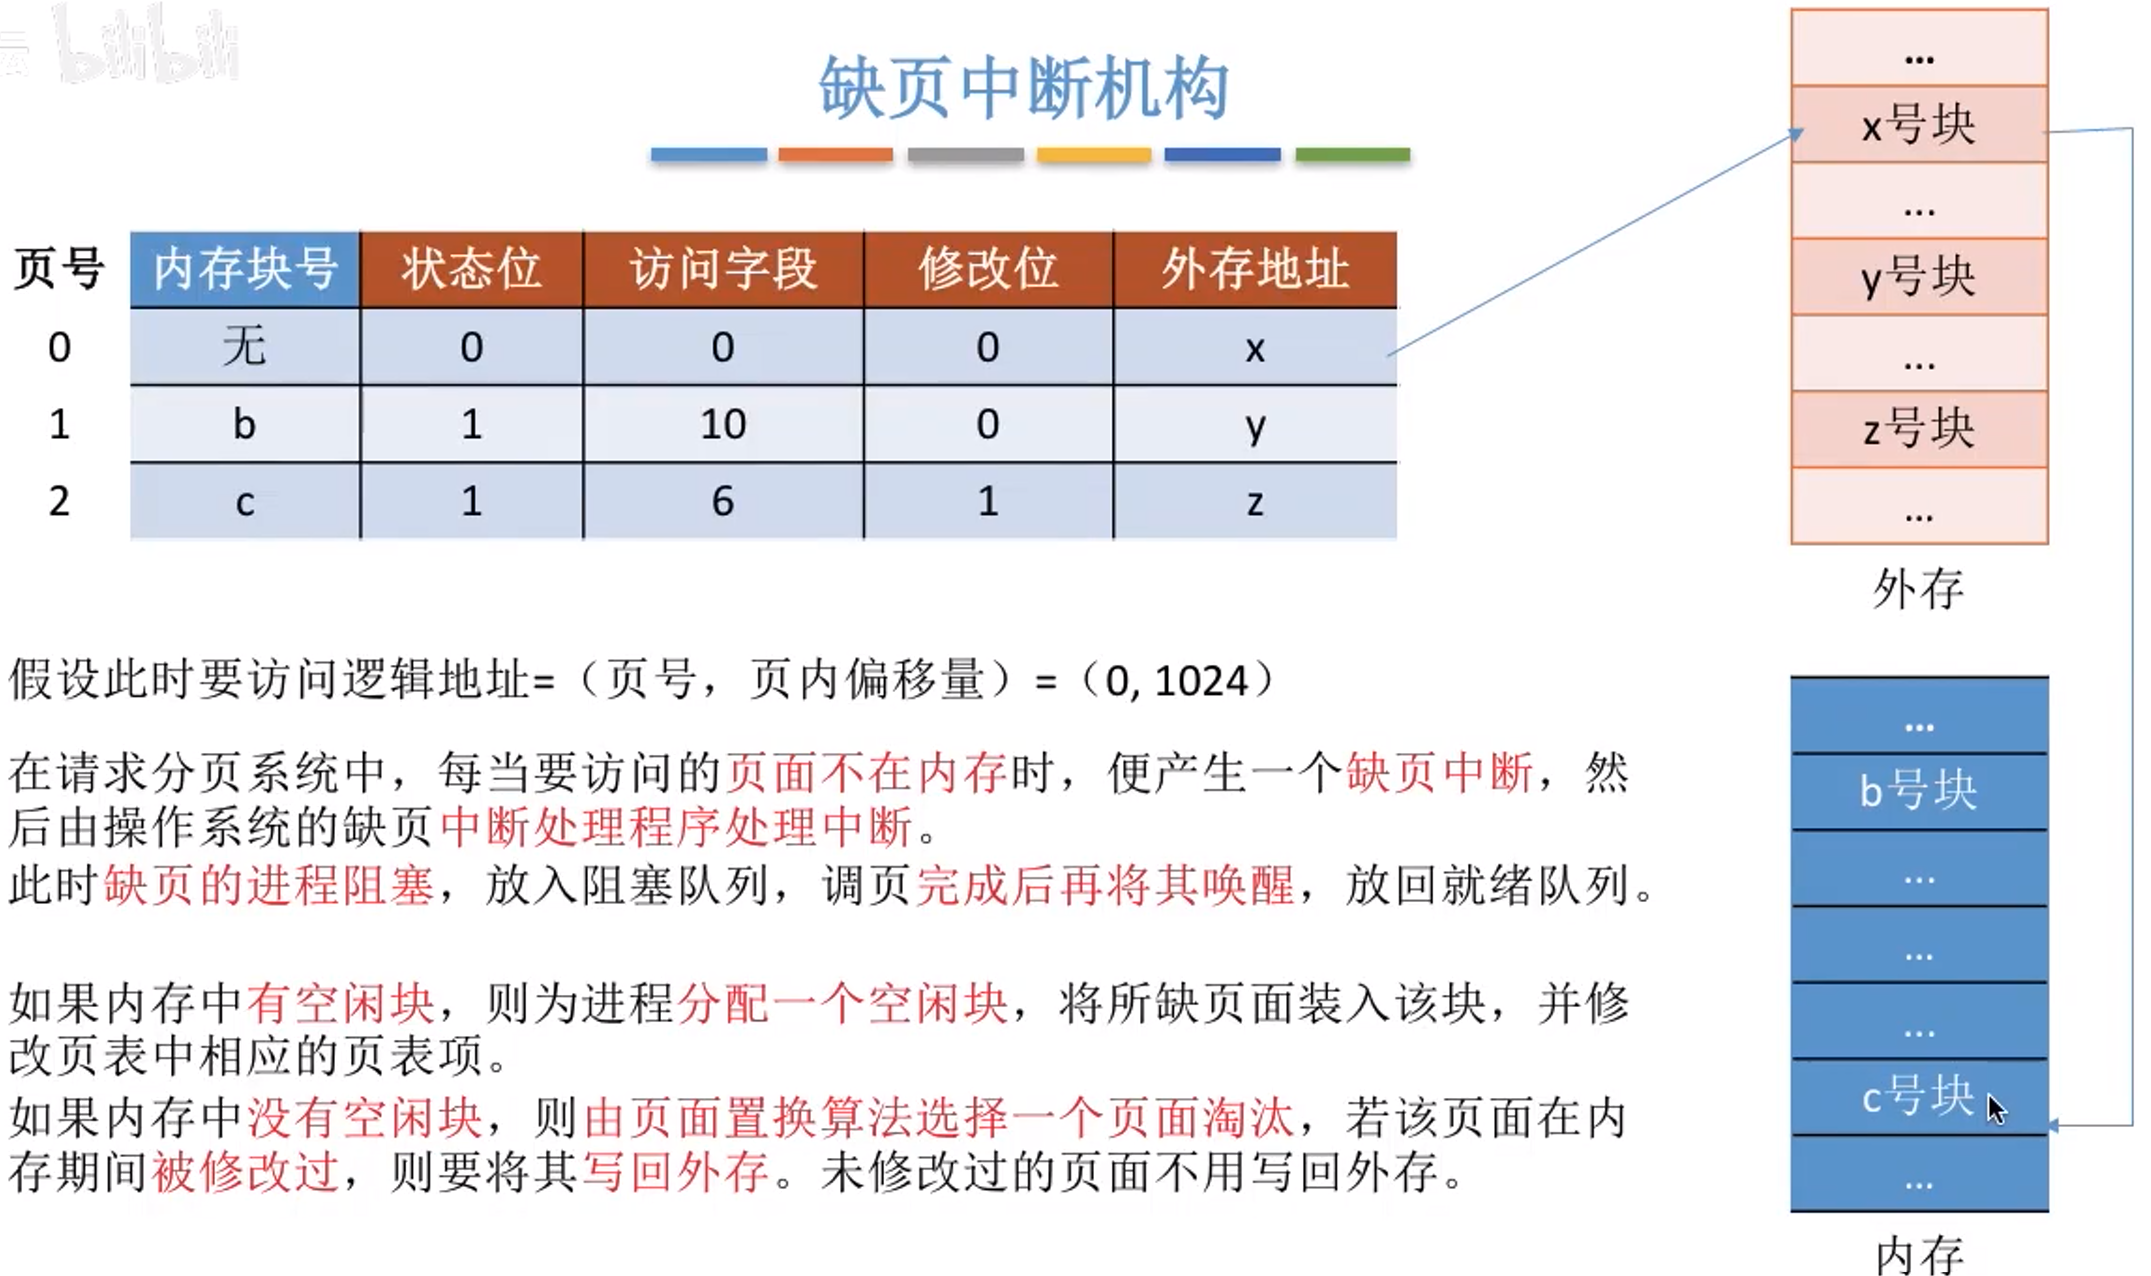 bilibili
缺页中断机构
页号 内存块号 状态位 访问字段 修改位 外存地址
0 无 0 0 0 x
1 b 1 10 0 y
2 c 1 6 1 z
...
x号块
...
y号块
...
z号块
...
外存
假设此时要访问逻辑地址=（页号，页内偏移量）=（0, 1024）
在请求分页系统中，每当要访问的页面不在内存时，便产生一个缺页中断，然
后由操作系统的缺页中断处理程序处理中断。
此时缺页的进程阻塞，放入阻塞队列，调页完成后再将其唤醒，放回就绪队列。
如果内存中有空闲块，则为进程分配一个空闲块，将所缺页面装入该块，并修
改页表中相应的页表项。
如果内存中没有空闲块，则由页面置换算法选择一个页面淘汰，若该页面在内
存期间被修改过，则要将其写回外存。未修改过的页面不用写回外存。
...
b号块
...
...
...
c号块
...
内存